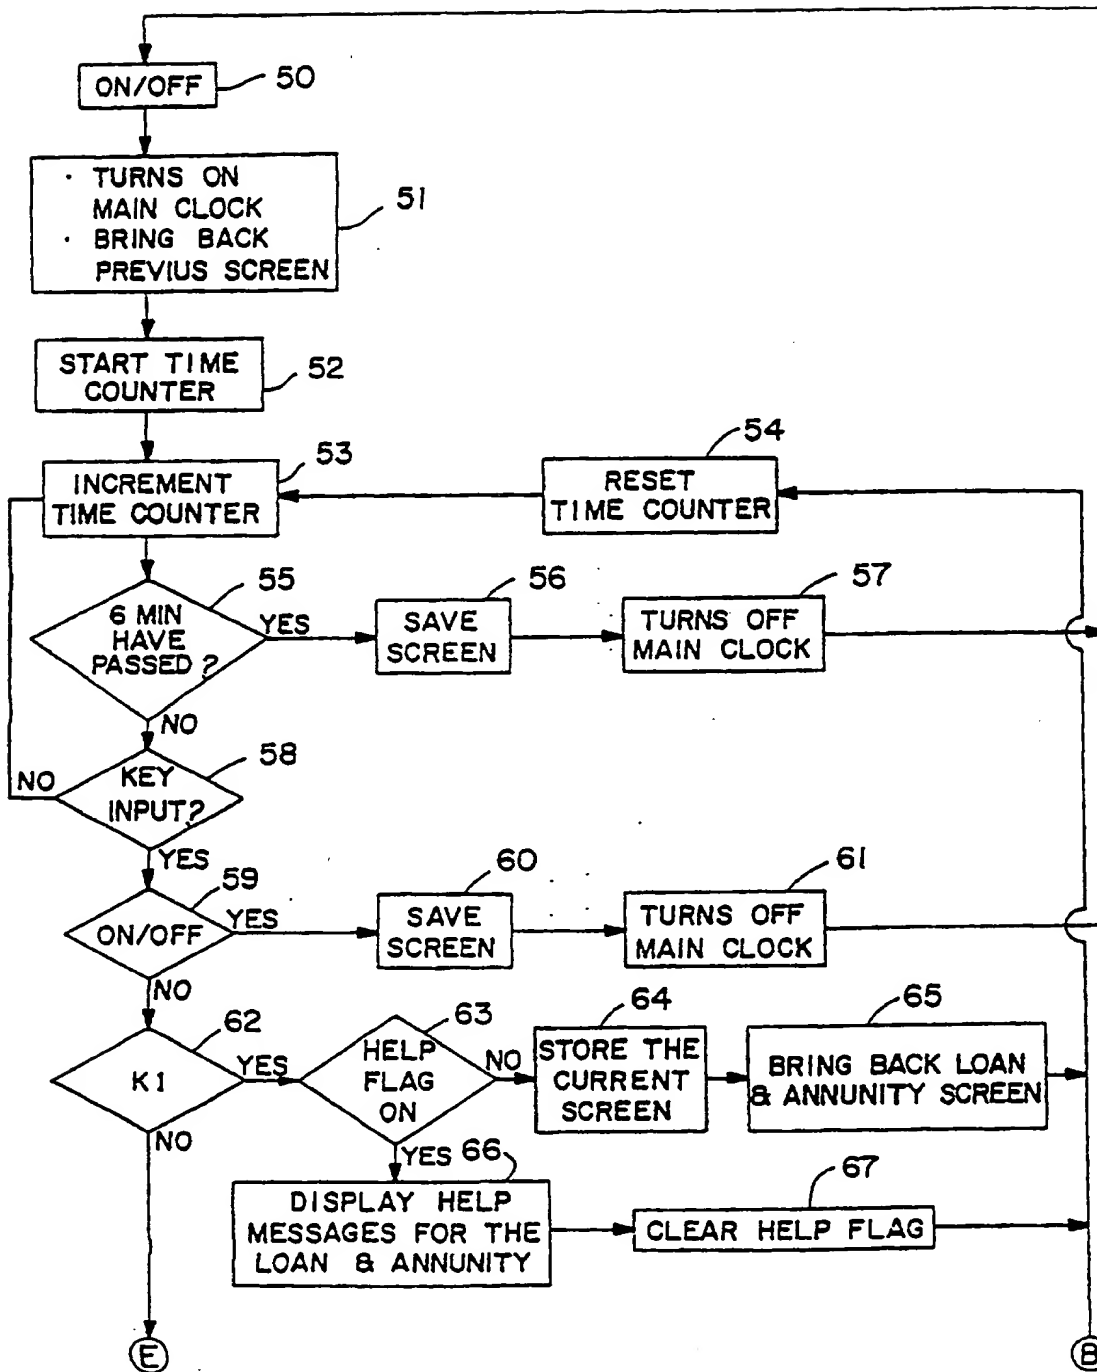 ON/OFF
50
· TURNS ON
MAIN CLOCK
· BRING BACK
PREVIUS SCREEN
51
START TIME
COUNTER
52
INCREMENT
TIME COUNTER
53
RESET
TIME COUNTER
54
6 MIN
HAVE
PASSED?
55
YES
SAVE
SCREEN
56
TURNS OFF
MAIN CLOCK
57
NO
KEY
INPUT?
58
NO
YES
ON/OFF
59
YES
SAVE
SCREEN
60
TURNS OFF
MAIN CLOCK
61
NO
K1
62
YES
HELP
FLAG
ON
63
NO
STORE THE
CURRENT
SCREEN
64
BRING BACK LOAN
& ANNUNITY SCREEN
65
NO
YES
66
DISPLAY HELP
MESSAGES FOR THE
LOAN & ANNUNITY
CLEAR HELP FLAG
67
E
B